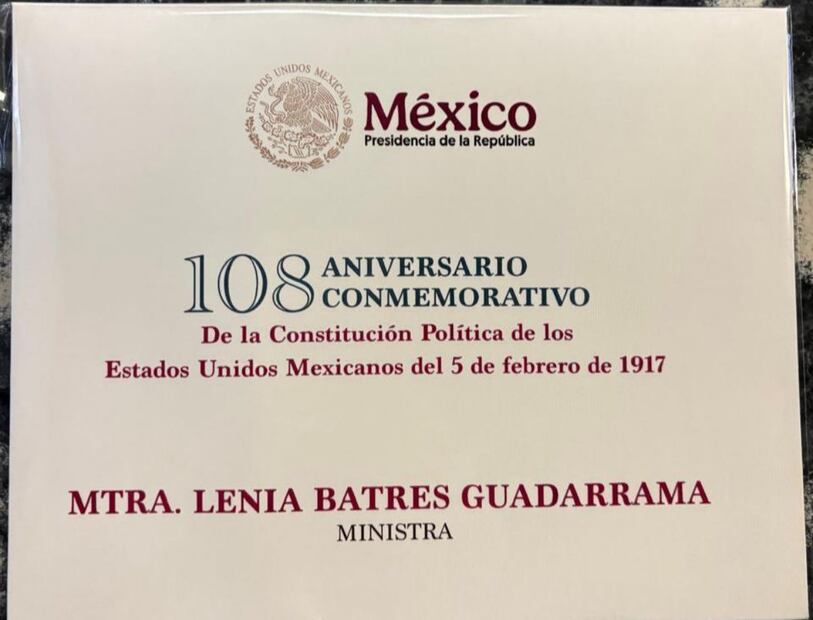 ESTADOS UNIDOS MEXICANOS
México
Presidencia de la República
108 ANIVERSARIO
CONMEMORATIVO
De la Constitución Política de los
Estados Unidos Mexicanos del 5 de febrero de 1917
MTRA. LENIA BATRES GUADARRAMA
MINISTRA